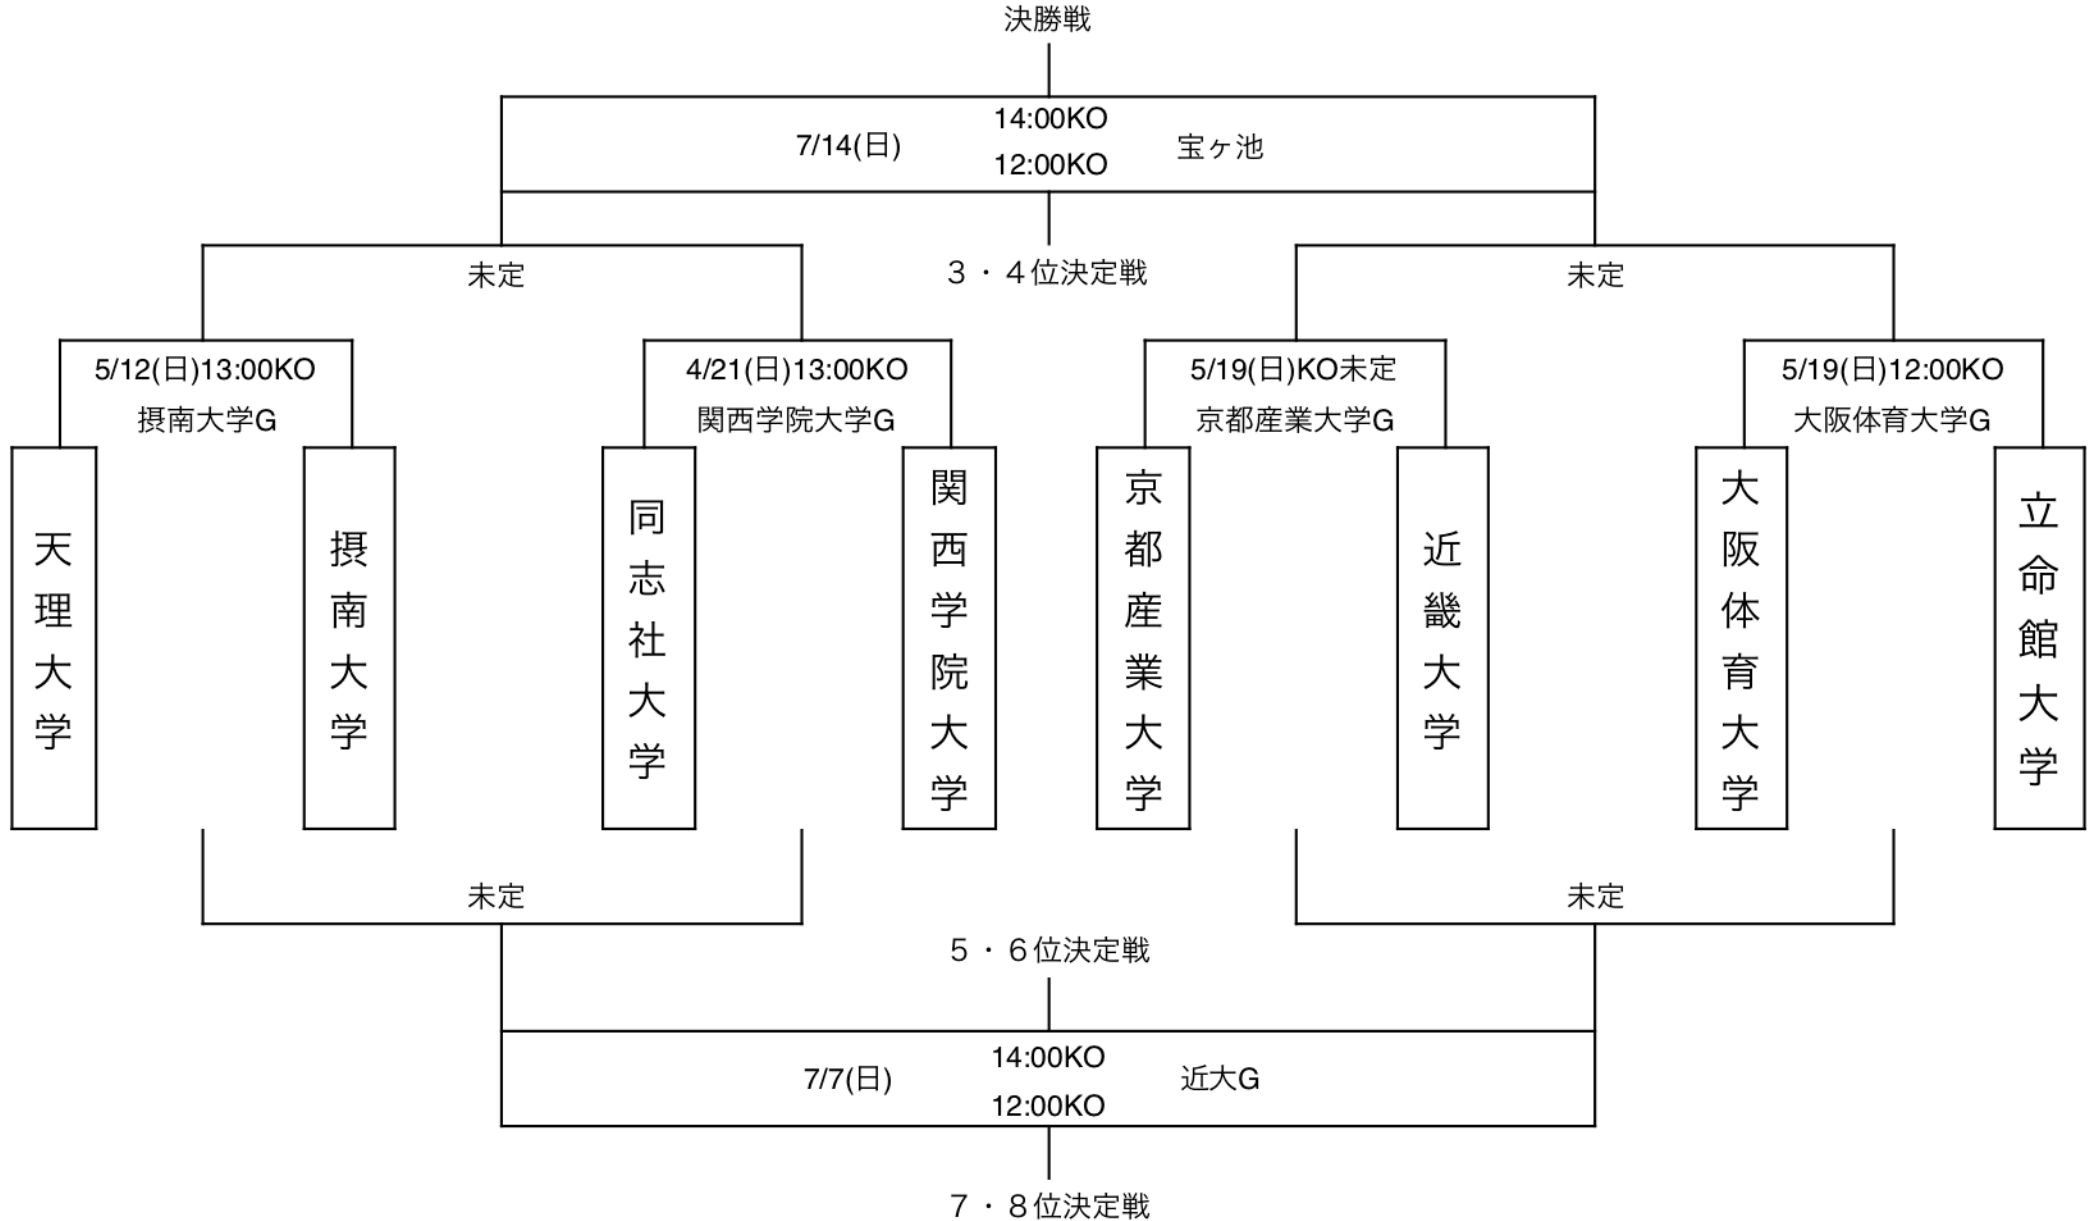 決勝戦
14:00KO
7/14(日)
宝ヶ池
12:00KO
未定
３・４位決定戦
未定
5/12(日)13:00KO
摂南大学G
4/21(日)13:00KO
関西学院大学G
5/19(日)KO未定
京都産業大学G
5/19(日)12:00KO
大阪体育大学G
天理大学
摂南大学
同志社大学
関西学院大学
京都産業大学
近畿大学
大阪体育大学
立命館大学
未定
未定
５・６位決定戦
14:00KO
7/7(日)
近大G
12:00KO
７・８位決定戦